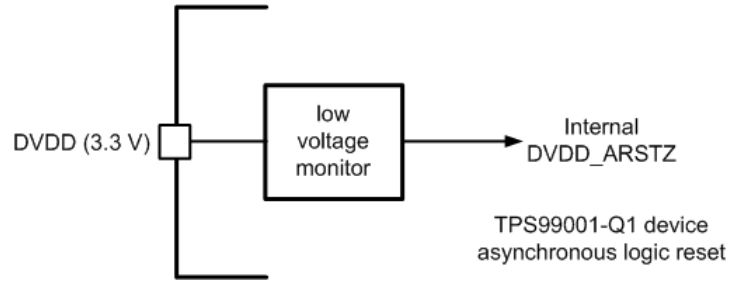 DVDD (3.3 V)
low
voltage
monitor
Internal
DVDD_ARSTZ
TPS99001-Q1 device
asynchronous logic reset